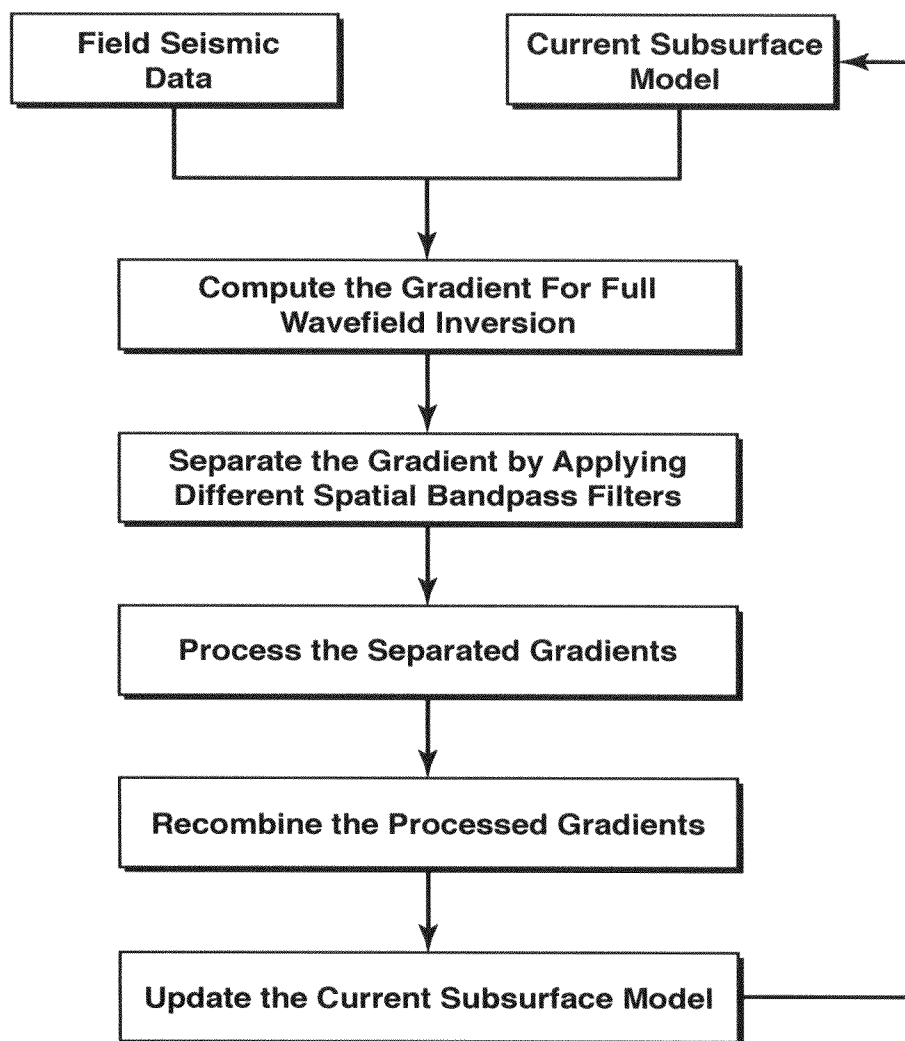 Field Seismic
Data
Current Subsurface
Model
Compute the Gradient For Full
Wavefield Inversion
Separate the Gradient by Applying
Different Spatial Bandpass Filters
Process the Separated Gradients
Recombine the Processed Gradients
Update the Current Subsurface Model